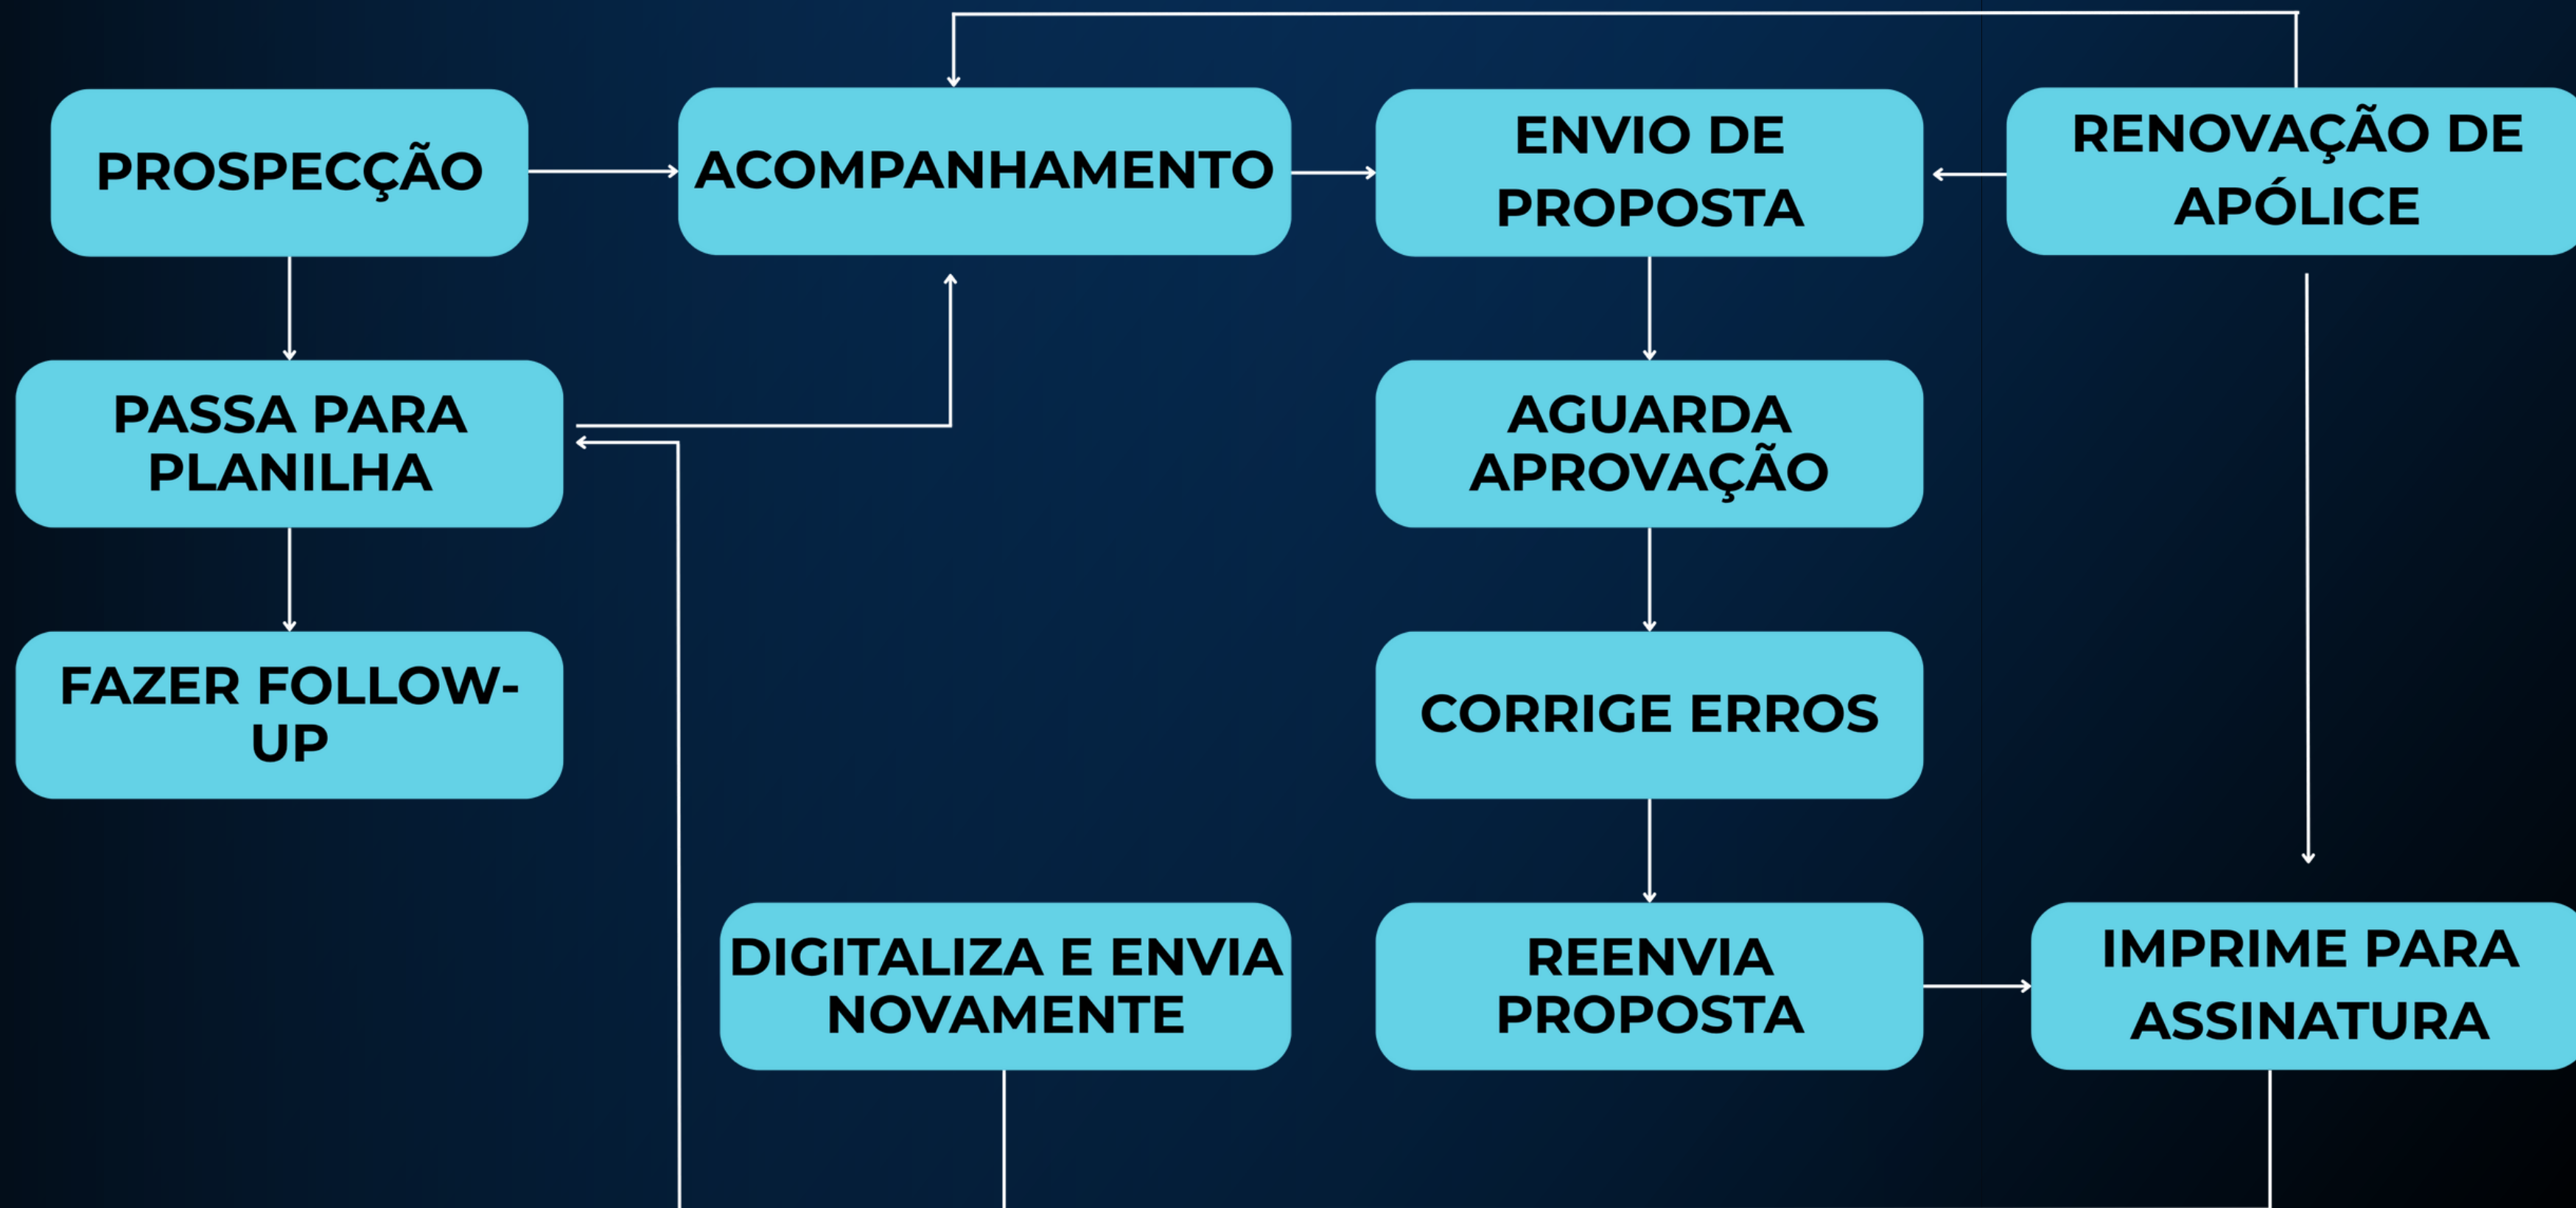 PROSPECÇÃO
ACOMPANHAMENTO
ENVIO DE
PROPOSTA
RENOVAÇÃO DE
APÓLICE
PASSA PARA
PLANILHA
AGUARDA
APROVAÇÃO
FAZER FOLLOW-
UP
CORRIGE ERROS
DIGITALIZA E ENVIA
NOVAMENTE
REENVIA
PROPOSTA
IMPRIME PARA
ASSINATURA